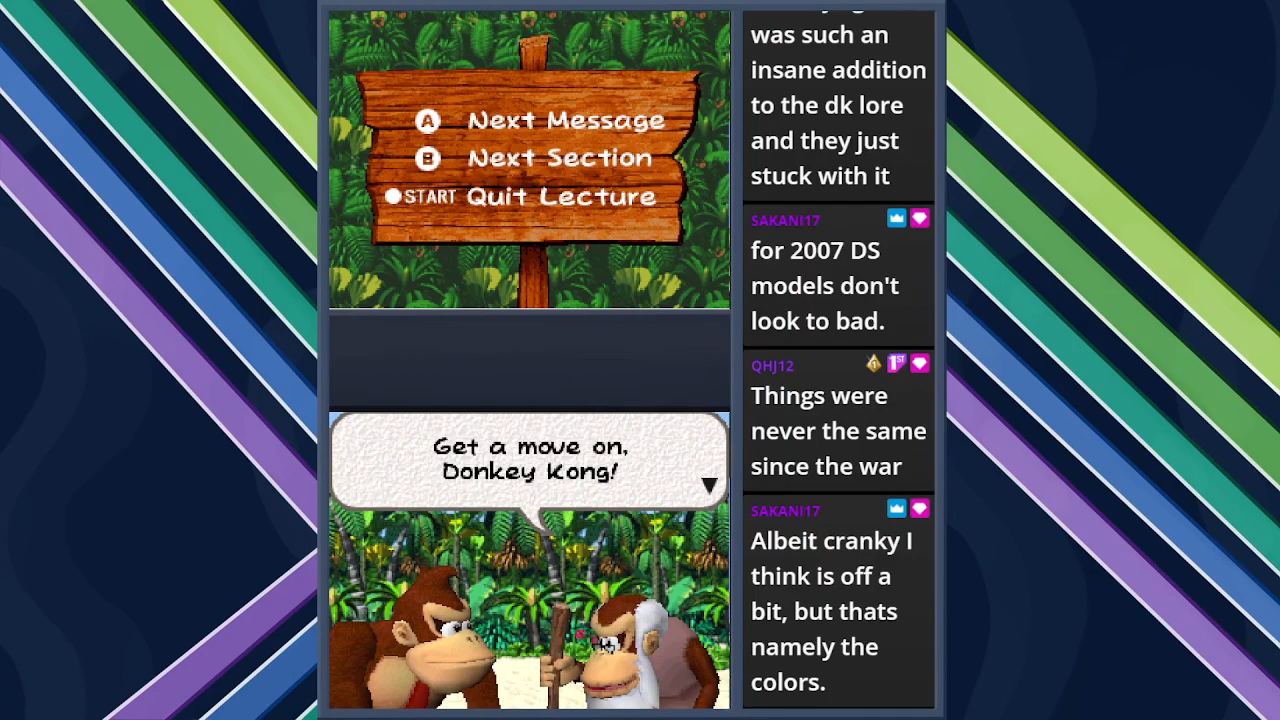 A Next Message
B Next Section
START Quit Lecture
Get a move on,
Donkey Kong!
was such an
insane addition
to the dk lore
and they just
stuck with it
SAKANI17
for 2007 DS
models don't
look to bad.
QHJ12
1
1ST
Things were
never the same
since the war
SAKANI17
Albeit cranky I
think is off a
bit, but thats
namely the
colors.